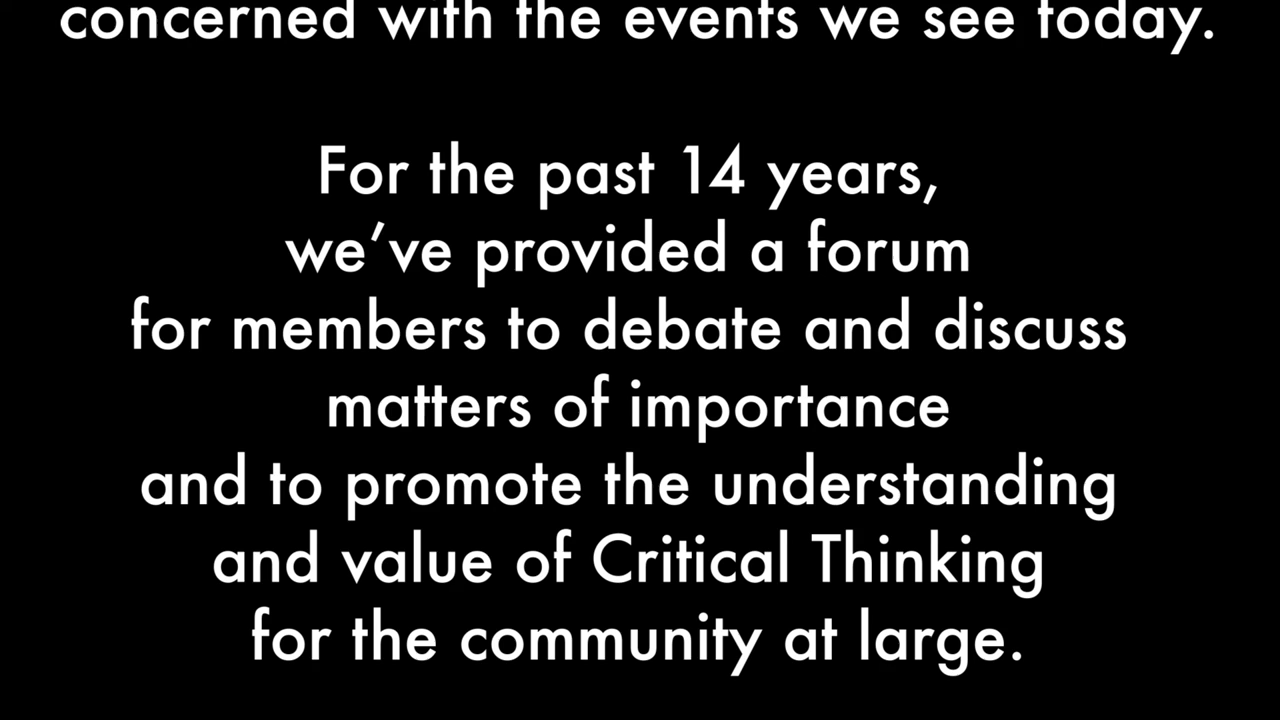 concerned with the events we see today.
For the past 14 years,
we’ve provided a forum
for members to debate and discuss
matters of importance
and to promote the understanding
and value of Critical Thinking
for the community at large.